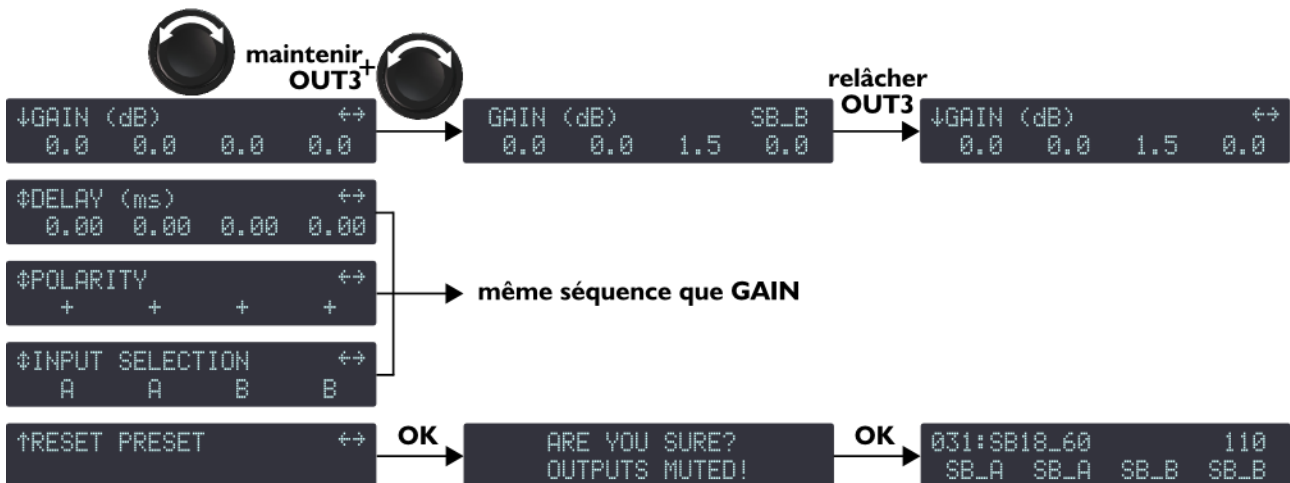 maintenir + OUT3
relâcher OUT3
↓GAIN (dB) ↔
0.0 0.0 0.0 0.0
GAIN (dB) SB_B
0.0 0.0 1.5 0.0
↓GAIN (dB) ↔
0.0 0.0 1.5 0.0
↕DELAY (ms) ↔
0.00 0.00 0.00 0.00
↕POLARITY ↔
+ + + +
même séquence que GAIN
↕INPUT SELECTION ↔
A A B B
↑RESET PRESET ↔
OK
ARE YOU SURE?
OUTPUTS MUTED!
OK
031:SB18_60 110
SB_A SB_A SB_B SB_B